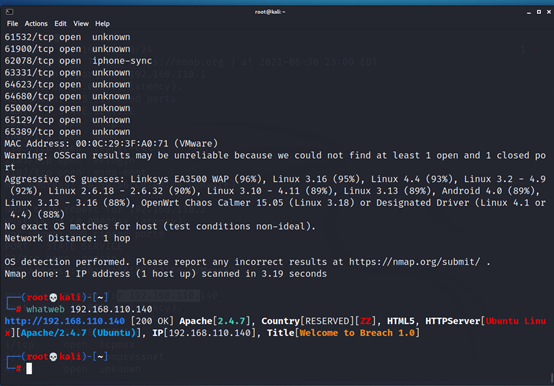 root@kali:~
File Actions Edit View Help
61532/tcp open unknown
61900/tcp open unknown
62078/tcp open iphone-sync
63331/tcp open unknown
64623/tcp open unknown
64680/tcp open unknown
65000/tcp open unknown
65129/tcp open unknown
65389/tcp open unknown
MAC Address: 00:0C:29:3F:A0:71 (VMware)
Warning: OSScan results may be unreliable because we could not find at least 1 open and 1 closed po
rt
Aggressive OS guesses: Linksys EA3500 WAP (96%), Linux 3.16 (95%), Linux 4.4 (93%), Linux 3.2 - 4.9
(92%), Linux 2.6.18 - 2.6.32 (90%), Linux 3.10 - 4.11 (89%), Linux 3.13 (89%), Android 4.0 (89%),
Linux 3.13 - 3.16 (88%), OpenWrt Chaos Calmer 15.05 (Linux 3.18) or Designated Driver (Linux 4.1 or
4.4) (88%)
No exact OS matches for host (test conditions non-ideal).
Network Distance: 1 hop
OS detection performed. Please report any incorrect results at https://nmap.org/submit/ .
Nmap done: 1 IP address (1 host up) scanned in 3.19 seconds
(root💀kali)-[~]
# whatweb 192.168.110.140
http://192.168.110.140 [200 OK] Apache[2.4.7], Country[RESERVED][ZZ], HTML5, HTTPServer[Ubuntu Linu
x][Apache/2.4.7 (Ubuntu)], IP[192.168.110.140], Title[Welcome to Breach 1.0]
(root💀kali)-[~]
#